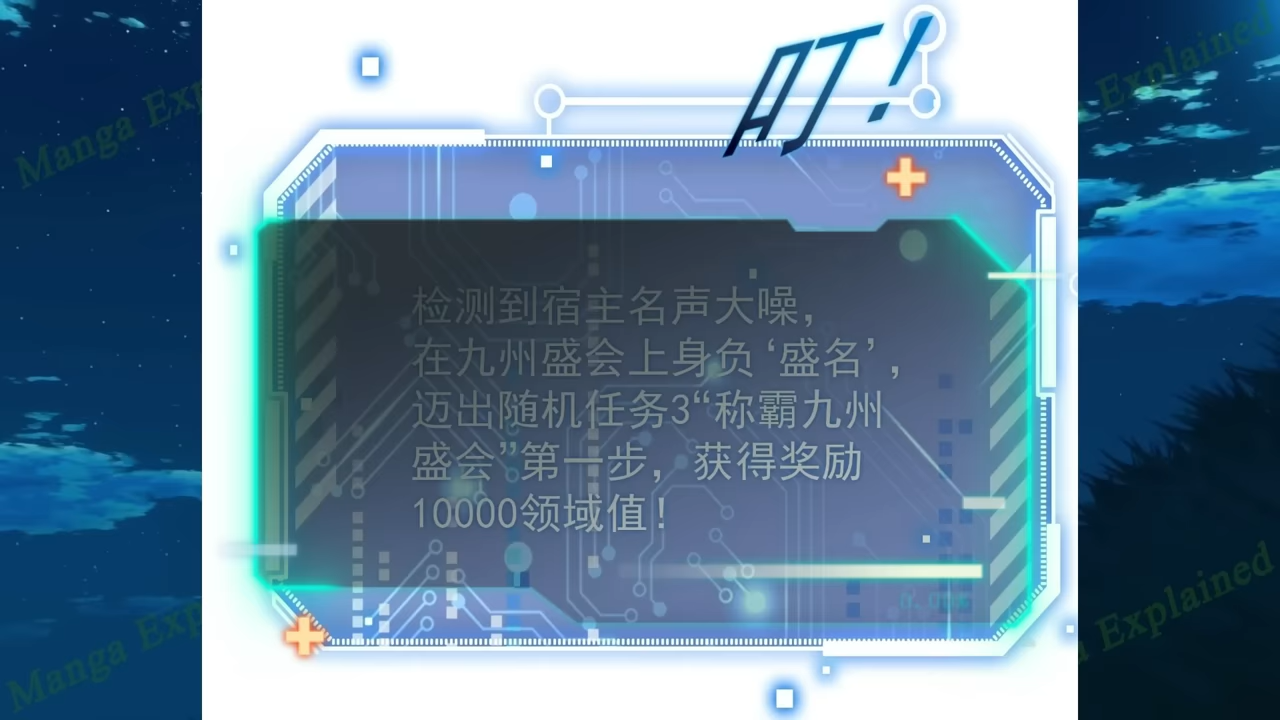 叮！
检测到宿主名声大噪，
在九州盛会上身负‘盛名’，
迈出随机任务3“称霸九州
盛会”第一步，获得奖励
10000领域值！
Manga Explained
Manga Explained